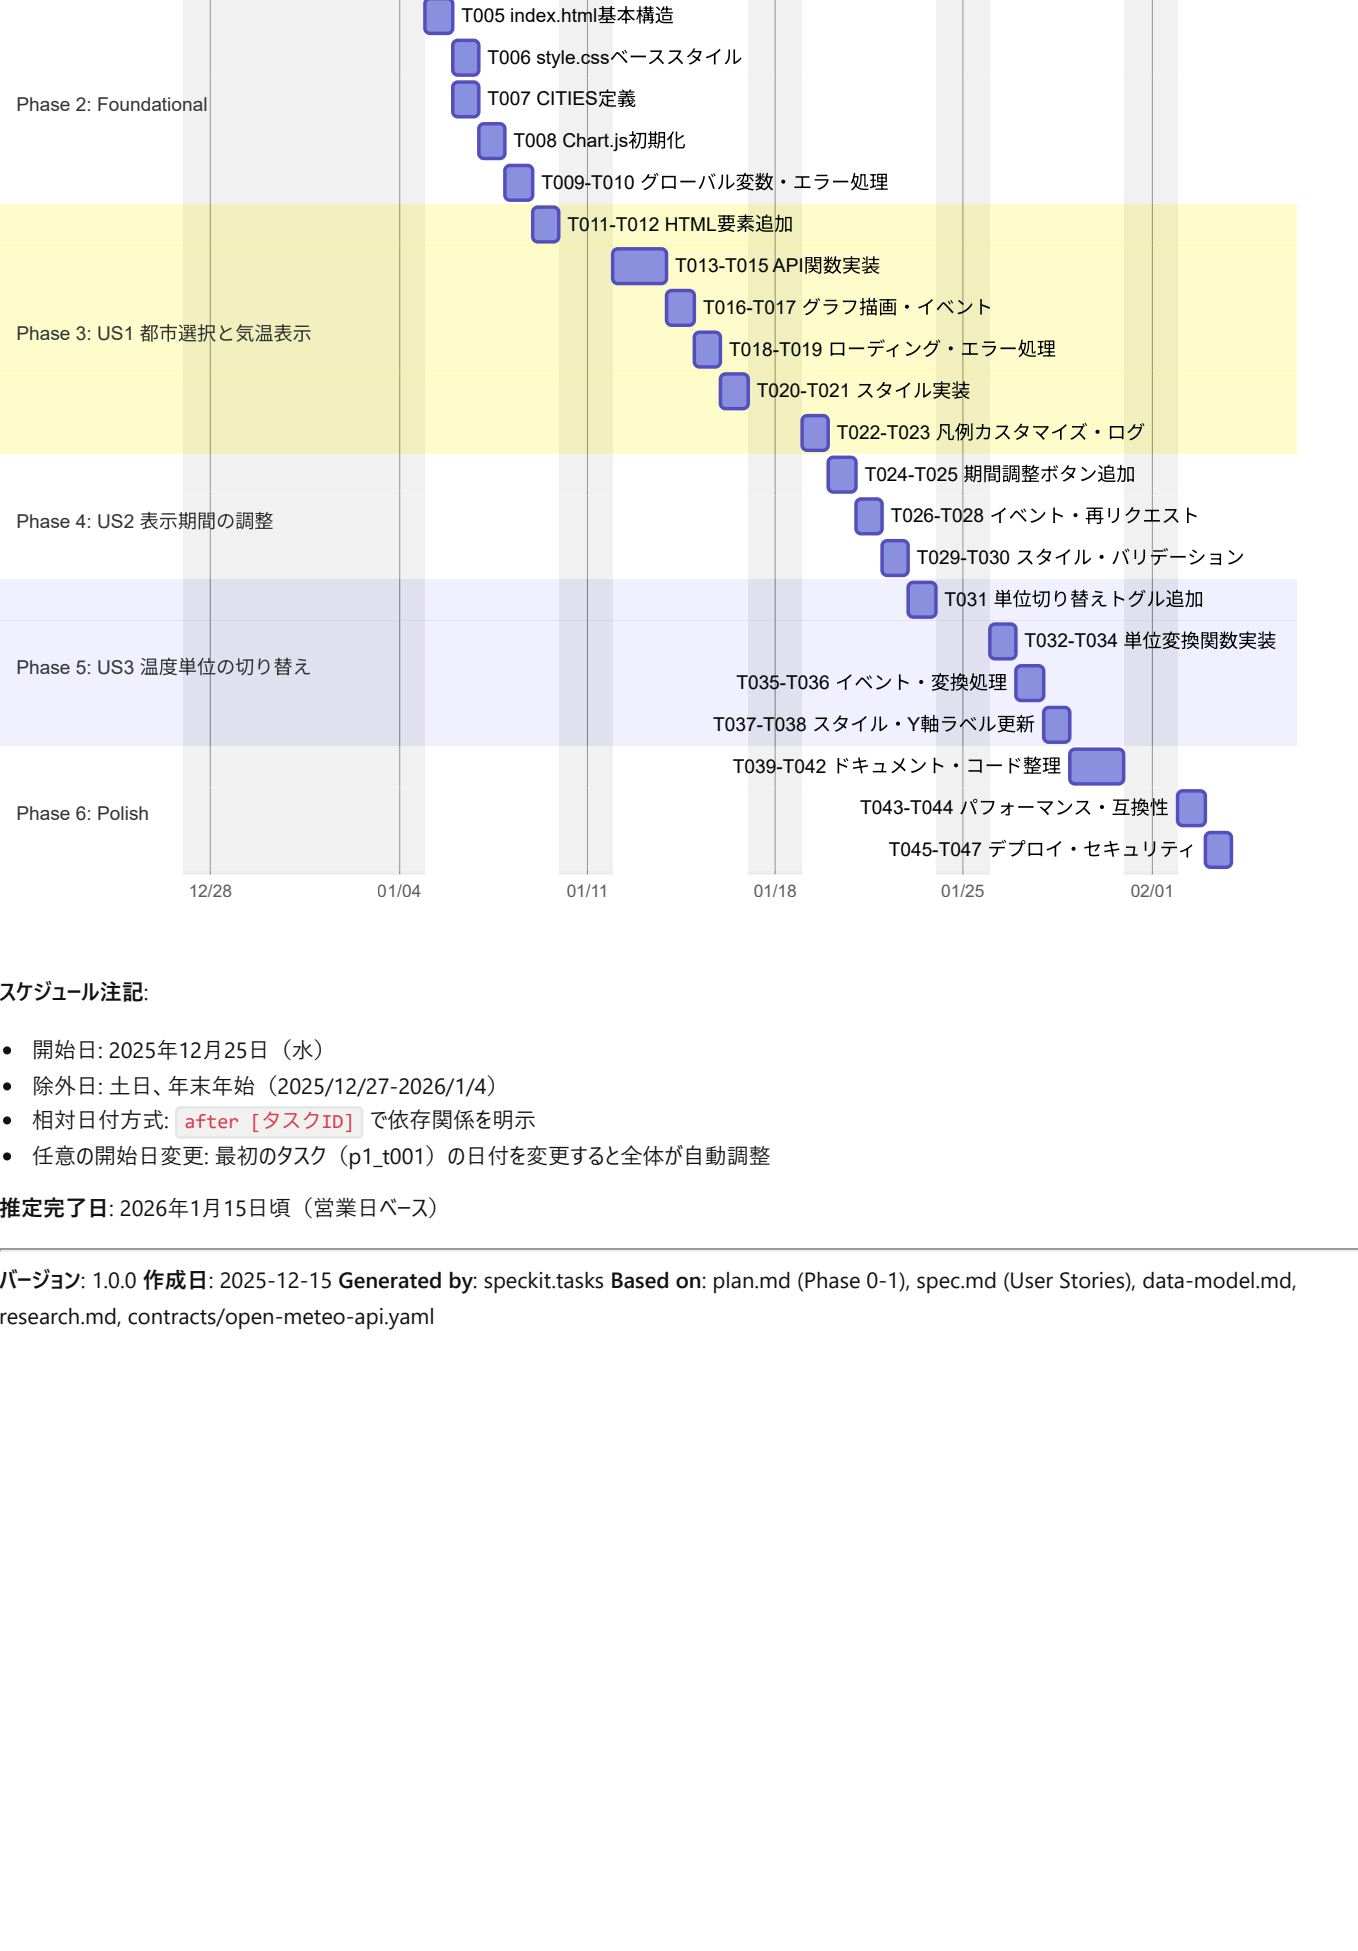 T005 index.html基本構造
T006 style.cssベーススタイル
Phase 2: Foundational
T007 CITIES定義
T008 Chart.js初期化
T009-T010 グローバル変数・エラー処理
T011-T012 HTML要素追加
T013-T015 API関数実装
T016-T017 グラフ描画・イベント
Phase 3: US1 都市選択と気温表示
T018-T019 ローディング・エラー処理
T020-T021 スタイル実装
T022-T023 凡例カスタマイズ・ログ
T024-T025 期間調整ボタン追加
Phase 4: US2 表示期間の調整
T026-T028 イベント・再リクエスト
T029-T030 スタイル・バリデーション
T031 単位切り替えトグル追加
T032-T034 単位変換関数実装
Phase 5: US3 温度単位の切り替え
T035-T036 イベント・変換処理
T037-T038 スタイル・Y軸ラベル更新
T039-T042 ドキュメント・コード整理
Phase 6: Polish
T043-T044 パフォーマンス・互換性
T045-T047 デプロイ・セキュリティ
12/28 01/04 01/11 01/18 01/25 02/01
スケジュール注記:
• 開始日: 2025年12月25日（水）
• 除外日: 土日、年末年始（2025/12/27-2026/1/4）
• 相対日付方式: after [タスクID] で依存関係を明示
• 任意の開始日変更: 最初のタスク（p1_t001）の日付を変更すると全体が自動調整
推定完了日: 2026年1月15日頃（営業日ベース）
バージョン: 1.0.0 作成日: 2025-12-15 Generated by: speckit.tasks Based on: plan.md (Phase 0-1), spec.md (User Stories), data-model.md,
research.md, contracts/open-meteo-api.yaml